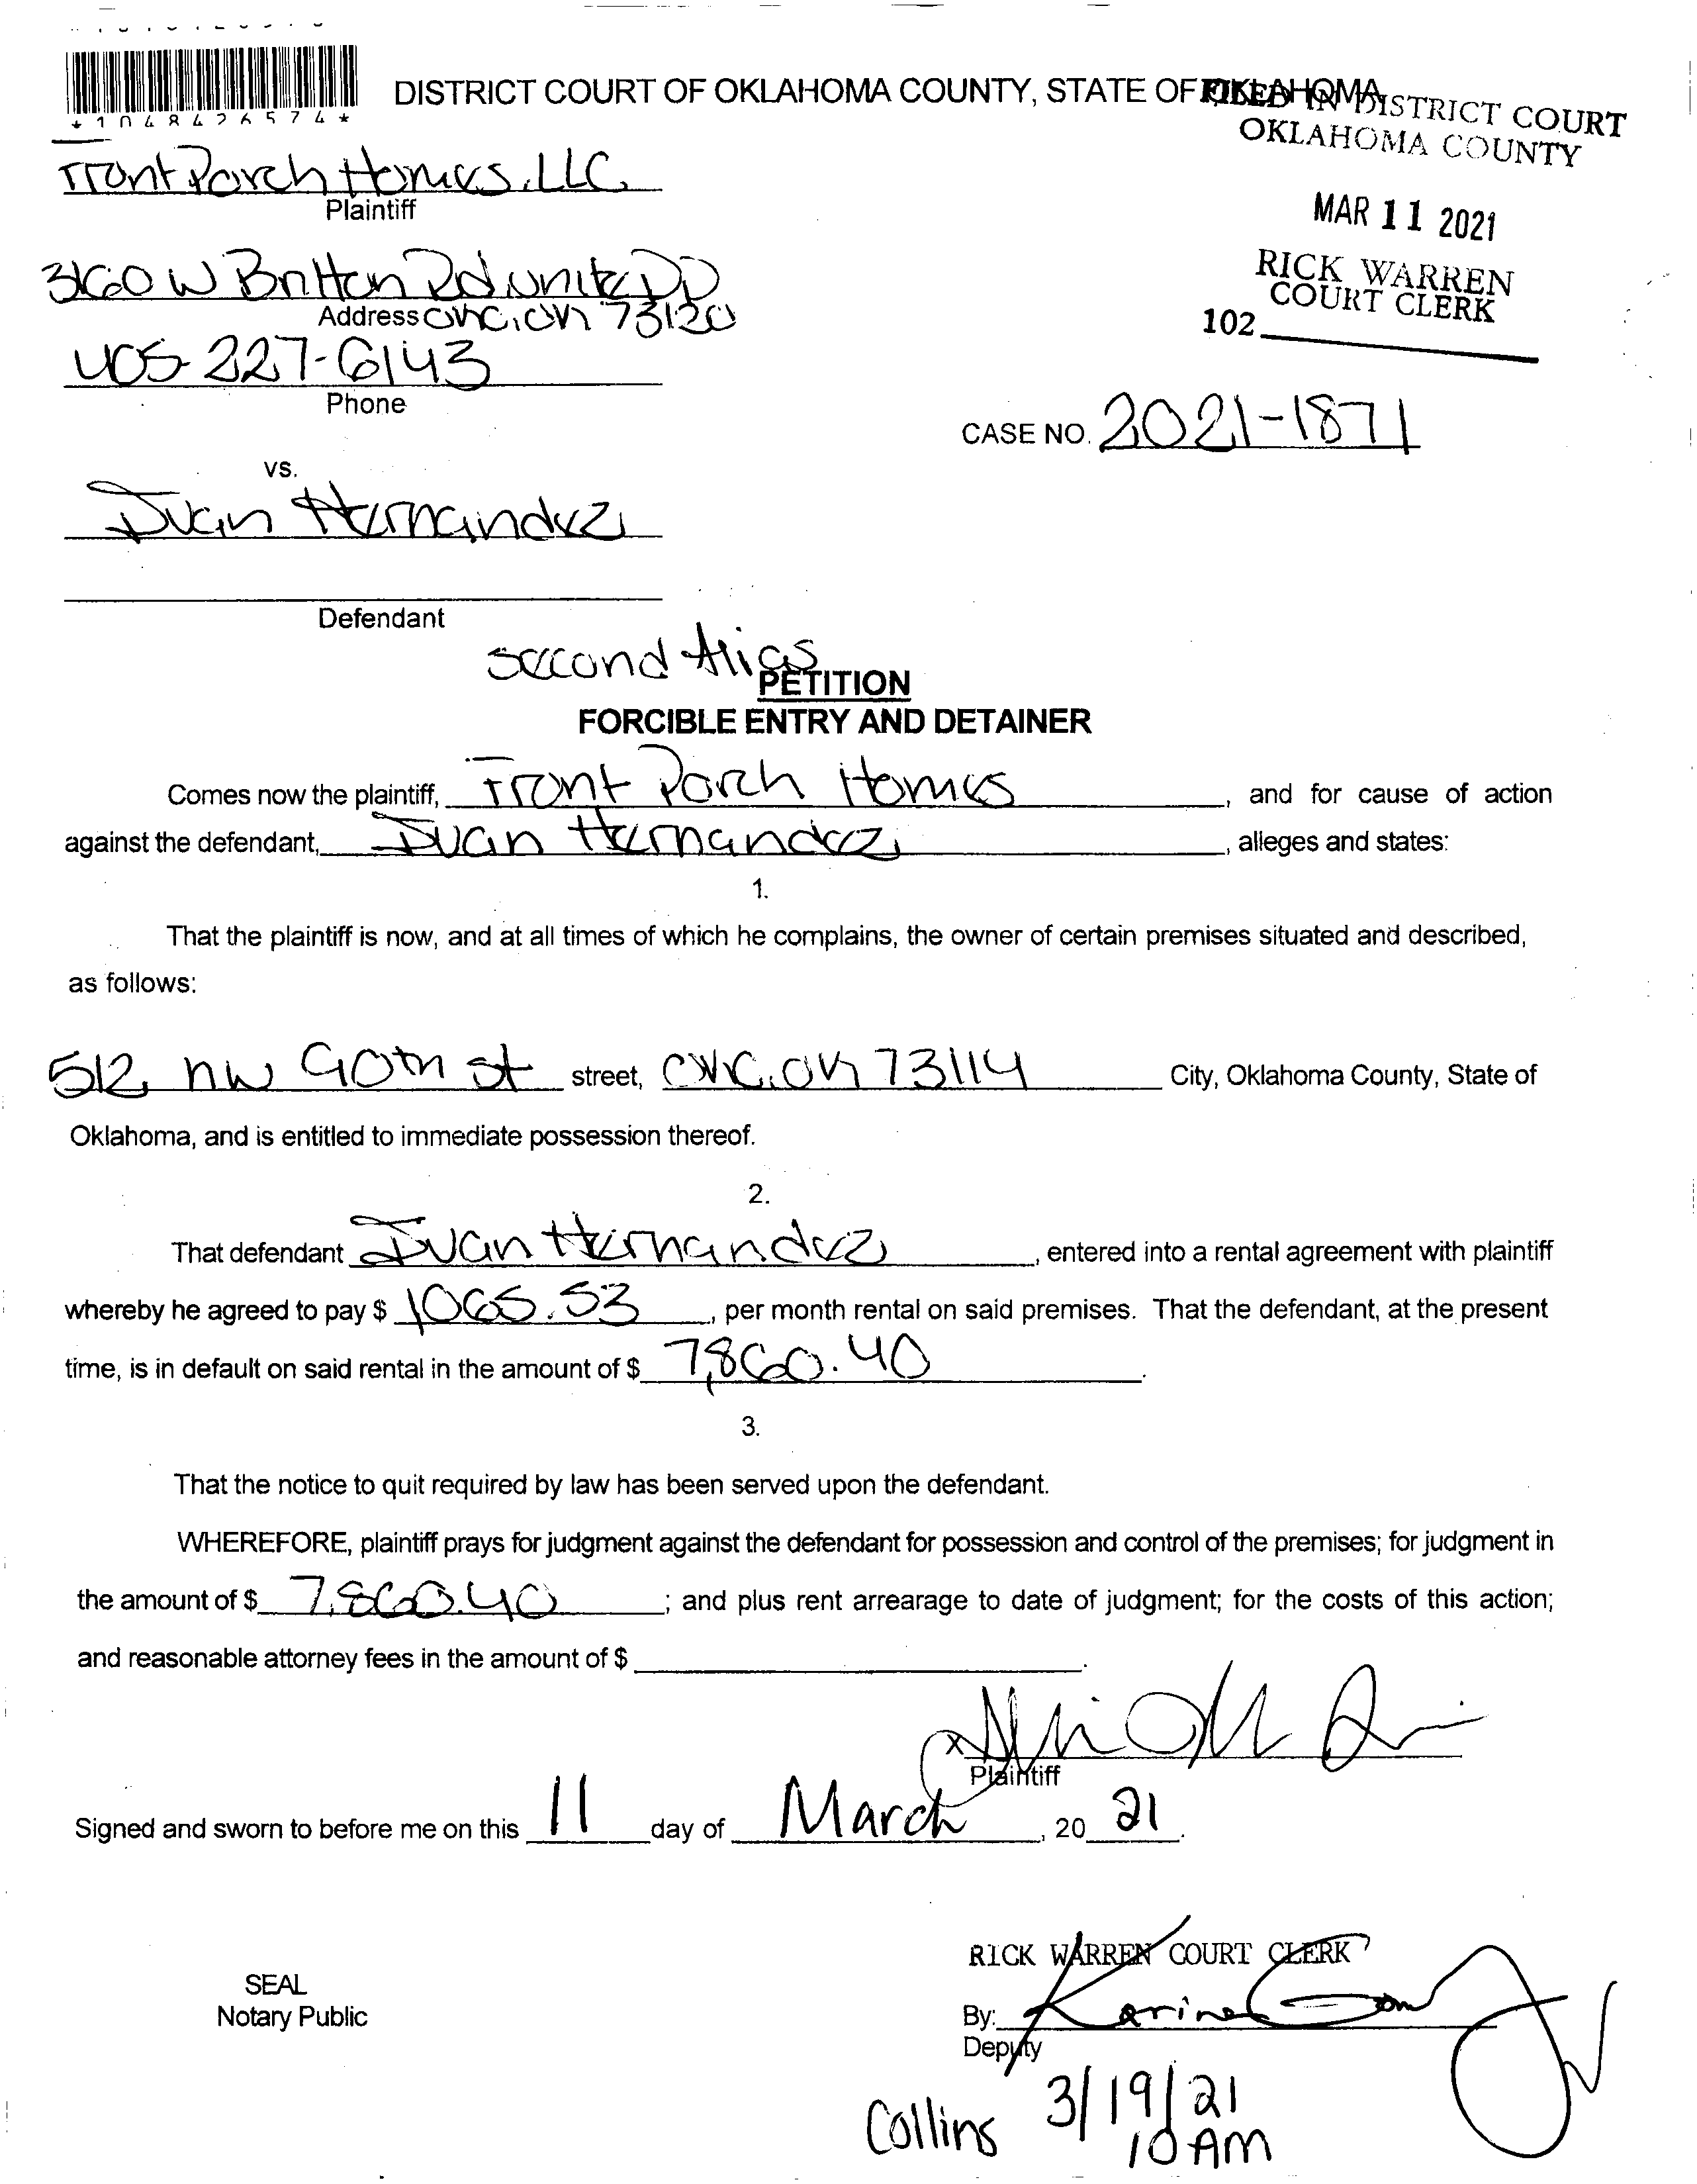 *1048426574*
DISTRICT COURT OF OKLAHOMA COUNTY, STATE OF OKLAHOMA
FILED IN DISTRICT COURT
OKLAHOMA COUNTY
MAR 11 2021
RICK WARREN
COURT CLERK
102
Front Porch Homes, LLC.
Plaintiff
3160 W Britton Rd Unit DD
Address OKC, OK 73120
405-227-6143
Phone
CASE NO. 2021-1871
vs.
Ivan Hernandez
Defendant
Second Alias
PETITION
FORCIBLE ENTRY AND DETAINER
Comes now the plaintiff, Front Porch Homes, and for cause of action
against the defendant, Ivan Hernandez, alleges and states:
1.
That the plaintiff is now, and at all times of which he complains, the owner of certain premises situated and described,
as follows:
512 NW 90th St street, OKC, OK 73114 City, Oklahoma County, State of
Oklahoma, and is entitled to immediate possession thereof.
2.
That defendant Ivan Hernandez, entered into a rental agreement with plaintiff
whereby he agreed to pay $ 1065.53, per month rental on said premises. That the defendant, at the present
time, is in default on said rental in the amount of $ 7,860.40.
3.
That the notice to quit required by law has been served upon the defendant.
WHEREFORE, plaintiff prays for judgment against the defendant for possession and control of the premises; for judgment in
the amount of $ 7,860.40; and plus rent arrearage to date of judgment; for the costs of this action;
and reasonable attorney fees in the amount of $
.
X
Plaintiff
Signed and sworn to before me on this 11 day of March, 20 21.
RICK WARREN COURT CLERK
SEAL
Notary Public
By: Karina
Deputy
Collins 3/19/21
10 AM